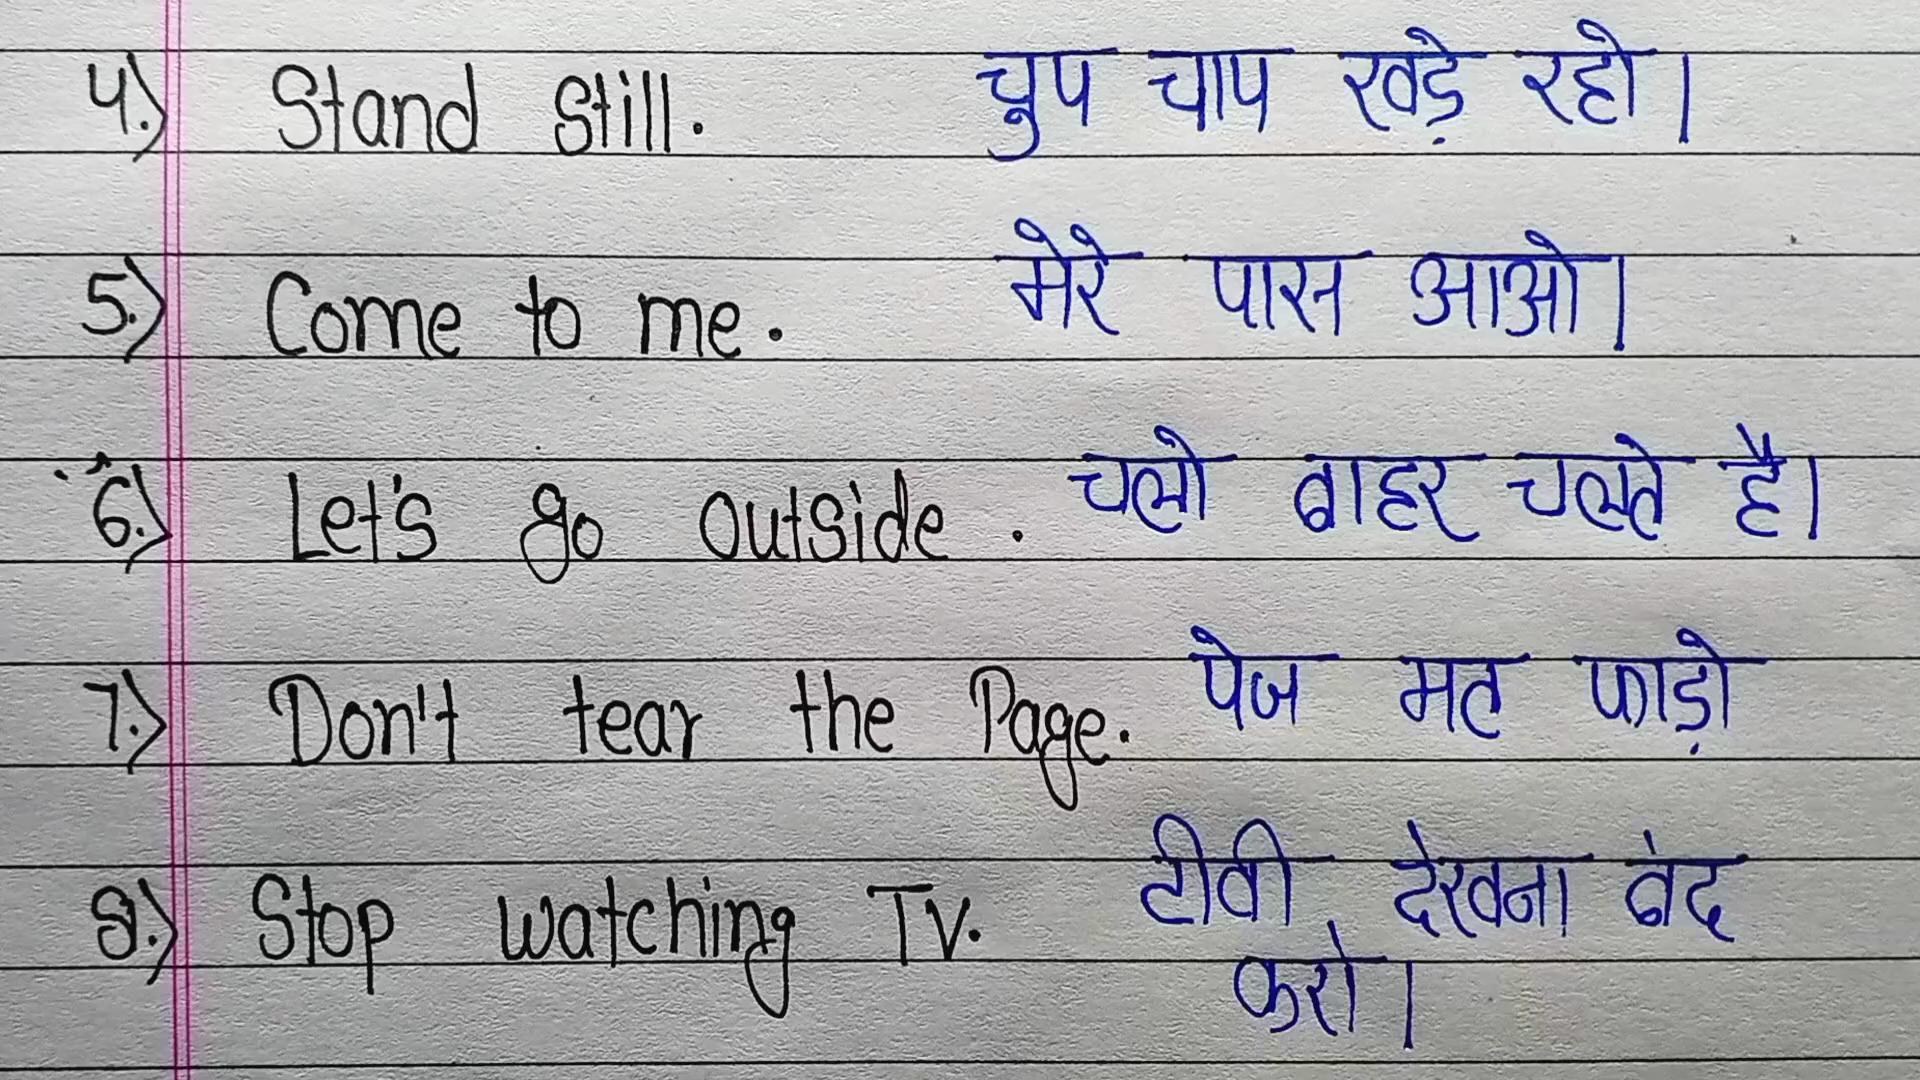 4.) Stand Still. चुप चाप खड़े रहो।
5.) Come to me. मेरे पास आओ।
6.) Let's go outside. चलो बाहर चलते है।
7.) Don't tear the Page. पेज मत फाड़ो
8.) Stop watching TV. टीवी देखना बंद
करो।